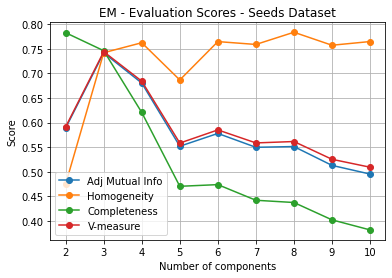 EM - Evaluation Scores - Seeds Dataset
0.80
0.75
0.70
0.65
0.60
0.55
0.50
0.45
0.40
Score
Adj Mutual Info
Homogeneity
Completeness
V-measure
2 3 4 5 6 7 8 9 10
Number of components